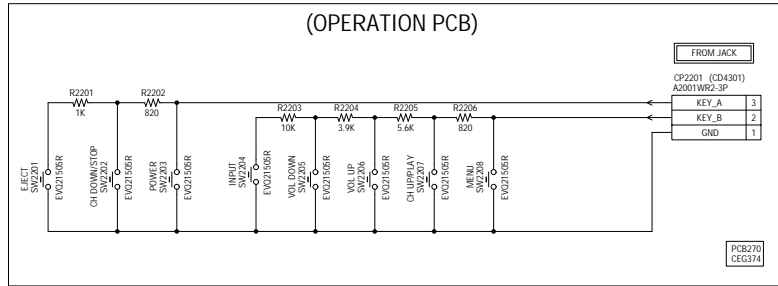 (OPERATION PCB)
FROM JACK
CP2201 (CD4301)
A2001WR2-3P
KEY_A 3
KEY_B 2
GND 1
R2201
1K
R2202
820
R2203
10K
R2204
3.9K
R2205
5.6K
R2206
820
EJECT
SW2201
EVQ21505R
CH DOWN/STOP
SW2202
EVQ21505R
POWER
SW2203
EVQ21505R
INPUT
SW2204
EVQ21505R
VOL DOWN
SW2205
EVQ21505R
VOL UP
SW2206
EVQ21505R
CH UP/PLAY
SW2207
EVQ21505R
MENU
SW2208
EVQ21505R
PCB270
CEG374